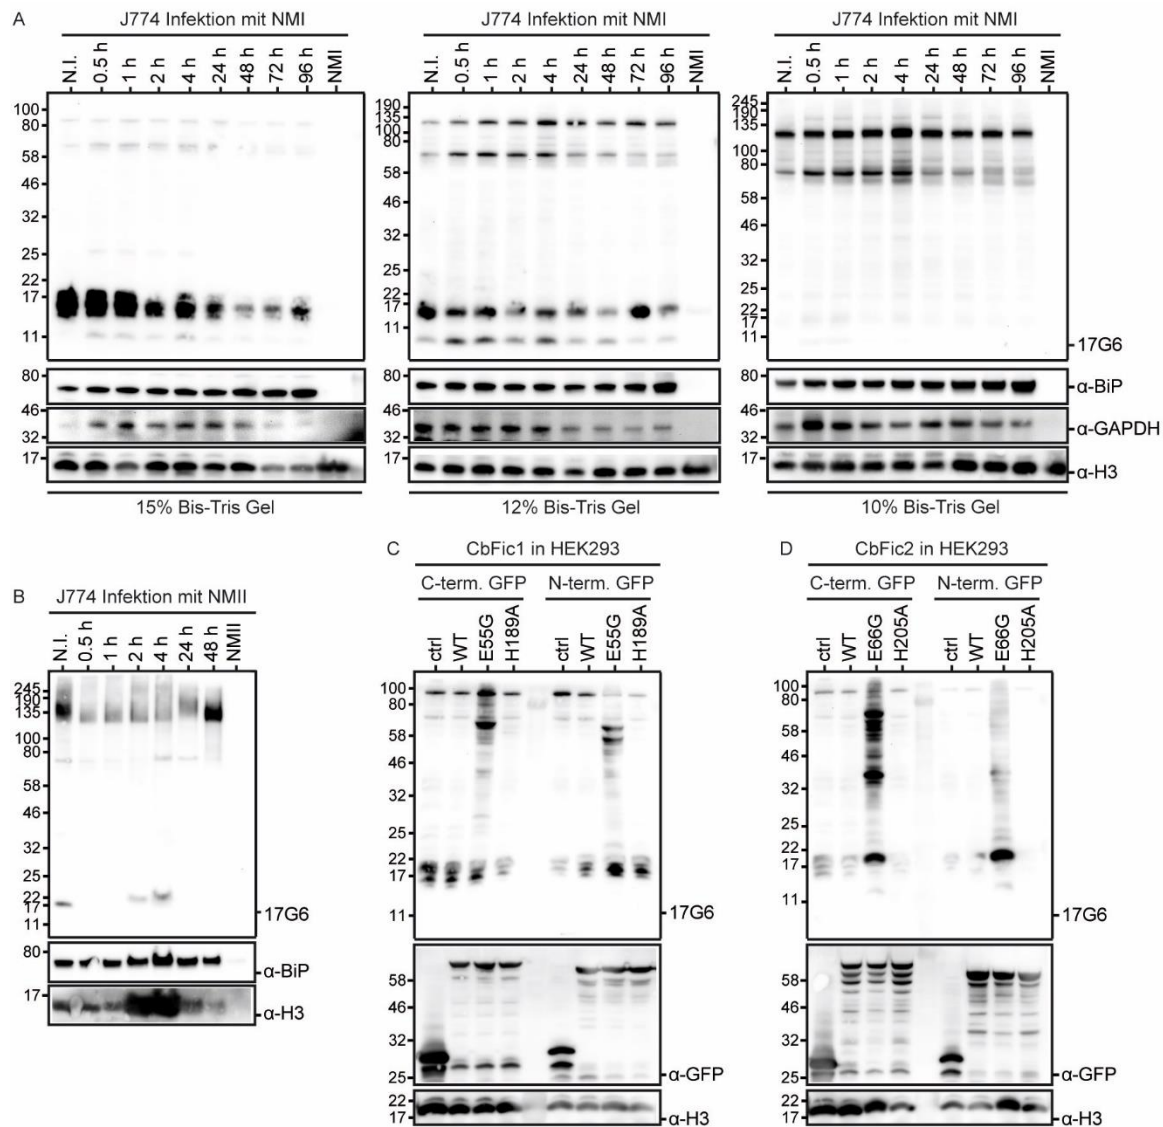 A
J774 Infektion mit NMI
N.I.
0.5 h
1 h
2 h
4 h
24 h
48 h
72 h
96 h
NMI
100
80
58
46
32
25
22
17
11
80
46
32
17
15% Bis-Tris Gel
J774 Infektion mit NMI
N.I.
0.5 h
1 h
2 h
4 h
24 h
48 h
72 h
96 h
NMI
190
135
100
80
58
46
32
25
22
17
11
80
46
32
17
12% Bis-Tris Gel
J774 Infektion mit NMI
N.I.
0.5 h
1 h
2 h
4 h
24 h
48 h
72 h
96 h
NMI
245
190
135
100
80
58
46
32
25
22
17
11
17G6
80
α-BiP
46
32
α-GAPDH
17
α-H3
10% Bis-Tris Gel
B
J774 Infektion mit NMII
N.I.
0.5 h
1 h
2 h
4 h
24 h
48 h
NMII
245
190
135
100
80
58
46
32
25
22
17
11
17G6
80
α-BiP
17
α-H3
C
CbFic1 in HEK293
C-term. GFP
N-term. GFP
ctrl
WT
E55G
H189A
ctrl
WT
E55G
H189A
100
80
58
46
32
25
22
17
11
17G6
58
46
32
25
α-GFP
22
17
α-H3
D
CbFic2 in HEK293
C-term. GFP
N-term. GFP
ctrl
WT
E66G
H205A
ctrl
WT
E66G
H205A
100
80
58
46
32
25
22
17
11
17G6
58
46
32
25
α-GFP
22
17
α-H3